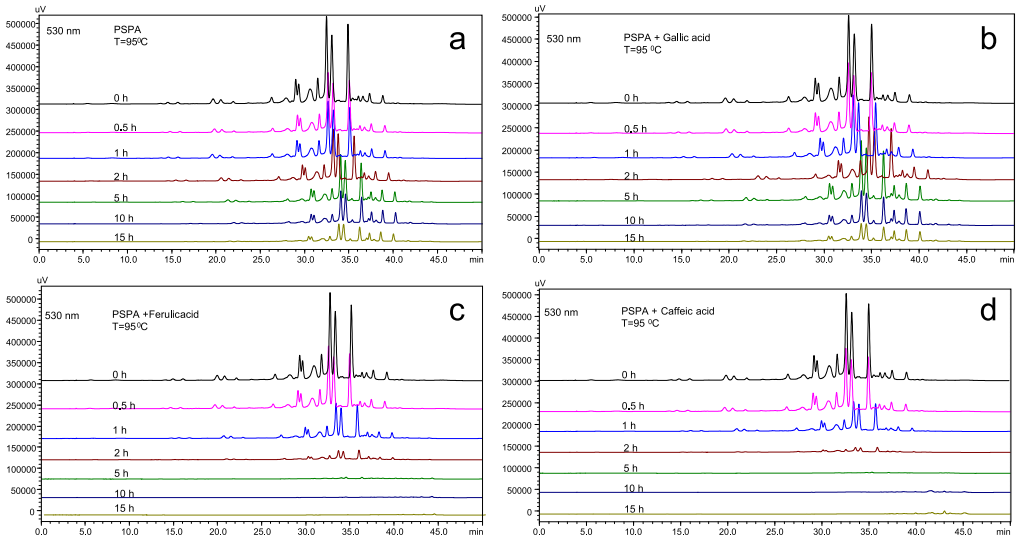 uV
500000
450000
400000
350000
300000
250000
200000
150000
100000
50000
0
530 nm
PSPA
T=95⁰C
a
0 h
0.5 h
1 h
2 h
5 h
10 h
15 h
0.0 5.0 10.0 15.0 20.0 25.0 30.0 35.0 40.0 45.0 min
uV
500000
450000
400000
350000
300000
250000
200000
150000
100000
50000
0
530 nm
PSPA + Gallic acid
T=95 ⁰C
b
0 h
0.5 h
1 h
2 h
5 h
10 h
15 h
0.0 5.0 10.0 15.0 20.0 25.0 30.0 35.0 40.0 45.0 min
uV
500000
450000
400000
350000
300000
250000
200000
150000
100000
50000
0
530 nm
PSPA +Ferulicacid
T=95⁰C
c
0 h
0.5 h
1 h
2 h
5 h
10 h
15 h
0.0 5.0 10.0 15.0 20.0 25.0 30.0 35.0 40.0 45.0 min
uV
500000
450000
400000
350000
300000
250000
200000
150000
100000
50000
0
530 nm
PSPA + Caffeic acid
T=95 ⁰C
d
0 h
0.5 h
1 h
2 h
5 h
10 h
15 h
0.0 5.0 10.0 15.0 20.0 25.0 30.0 35.0 40.0 45.0 min